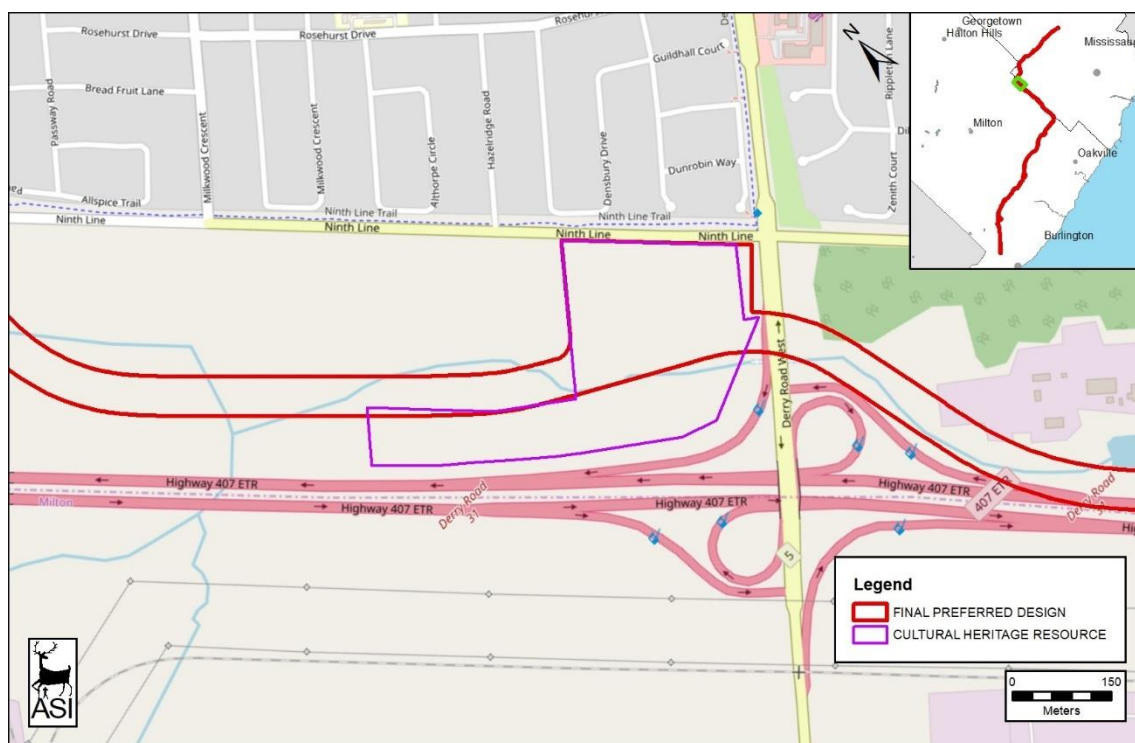 Rosehurst Drive
Rosehurst Drive
Guildhall Court
Rippleton Lane
N
Georgetown
Halton Hills
Milton
Oakville
Burlington
Passway Road
Bread Fruit Lane
Milkwood Crescent
Milkwood Crescent
Althorpe Circle
Hazelridge Road
Densbury Drive
Dunrobin Way
Zenith Court
Allspice Trail
Ninth Line Trail
Ninth Line Trail
Ninth Line
Ninth Line
Ninth Line
Ninth Line
Derry Road West
Highway 407 ETR
Highway 407 ETR
Highway 407 ETR
Highway 407 ETR
Highway 407 ETR
407 ETR
Milton
Derry Road
31
Derry Road
5
Legend
FINAL PREFERRED DESIGN
CULTURAL HERITAGE RESOURCE
0 150
Meters
ASI